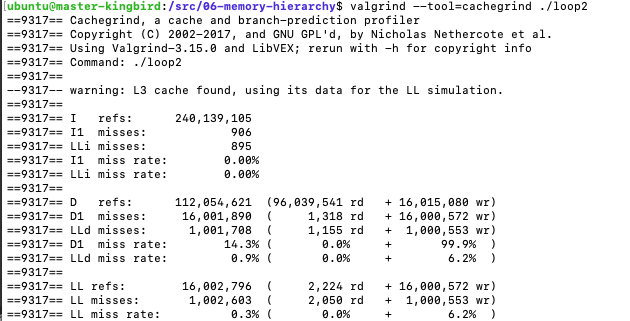 [ubuntu@master-kingbird:/src/06-memory-hierarchy$ valgrind --tool=cachegrind ./loop2
==9317== Cachegrind, a cache and branch-prediction profiler
==9317== Copyright (C) 2002-2017, and GNU GPL'd, by Nicholas Nethercote et al.
==9317== Using Valgrind-3.15.0 and LibVEX; rerun with -h for copyright info
==9317== Command: ./loop2
==9317==
--9317-- warning: L3 cache found, using its data for the LL simulation.
==9317==
==9317== I   refs:      240,139,105
==9317== I1  misses:            906
==9317== LLi misses:            895
==9317== I1  miss rate:        0.00%
==9317== LLi miss rate:        0.00%
==9317==
==9317== D   refs:      112,054,621  (96,039,541 rd   + 16,015,080 wr)
==9317== D1  misses:     16,001,890  (     1,318 rd   + 16,000,572 wr)
==9317== LLd misses:      1,001,708  (     1,155 rd   +  1,000,553 wr)
==9317== D1  miss rate:        14.3% (       0.0%     +       99.9%  )
==9317== LLd miss rate:         0.9% (       0.0%     +        6.2%  )
==9317==
==9317== LL refs:        16,002,796  (     2,224 rd   + 16,000,572 wr)
==9317== LL misses:       1,002,603  (     2,050 rd   +  1,000,553 wr)
==9317== LL miss rate:          0.3% (       0.0%     +        6.2%  )